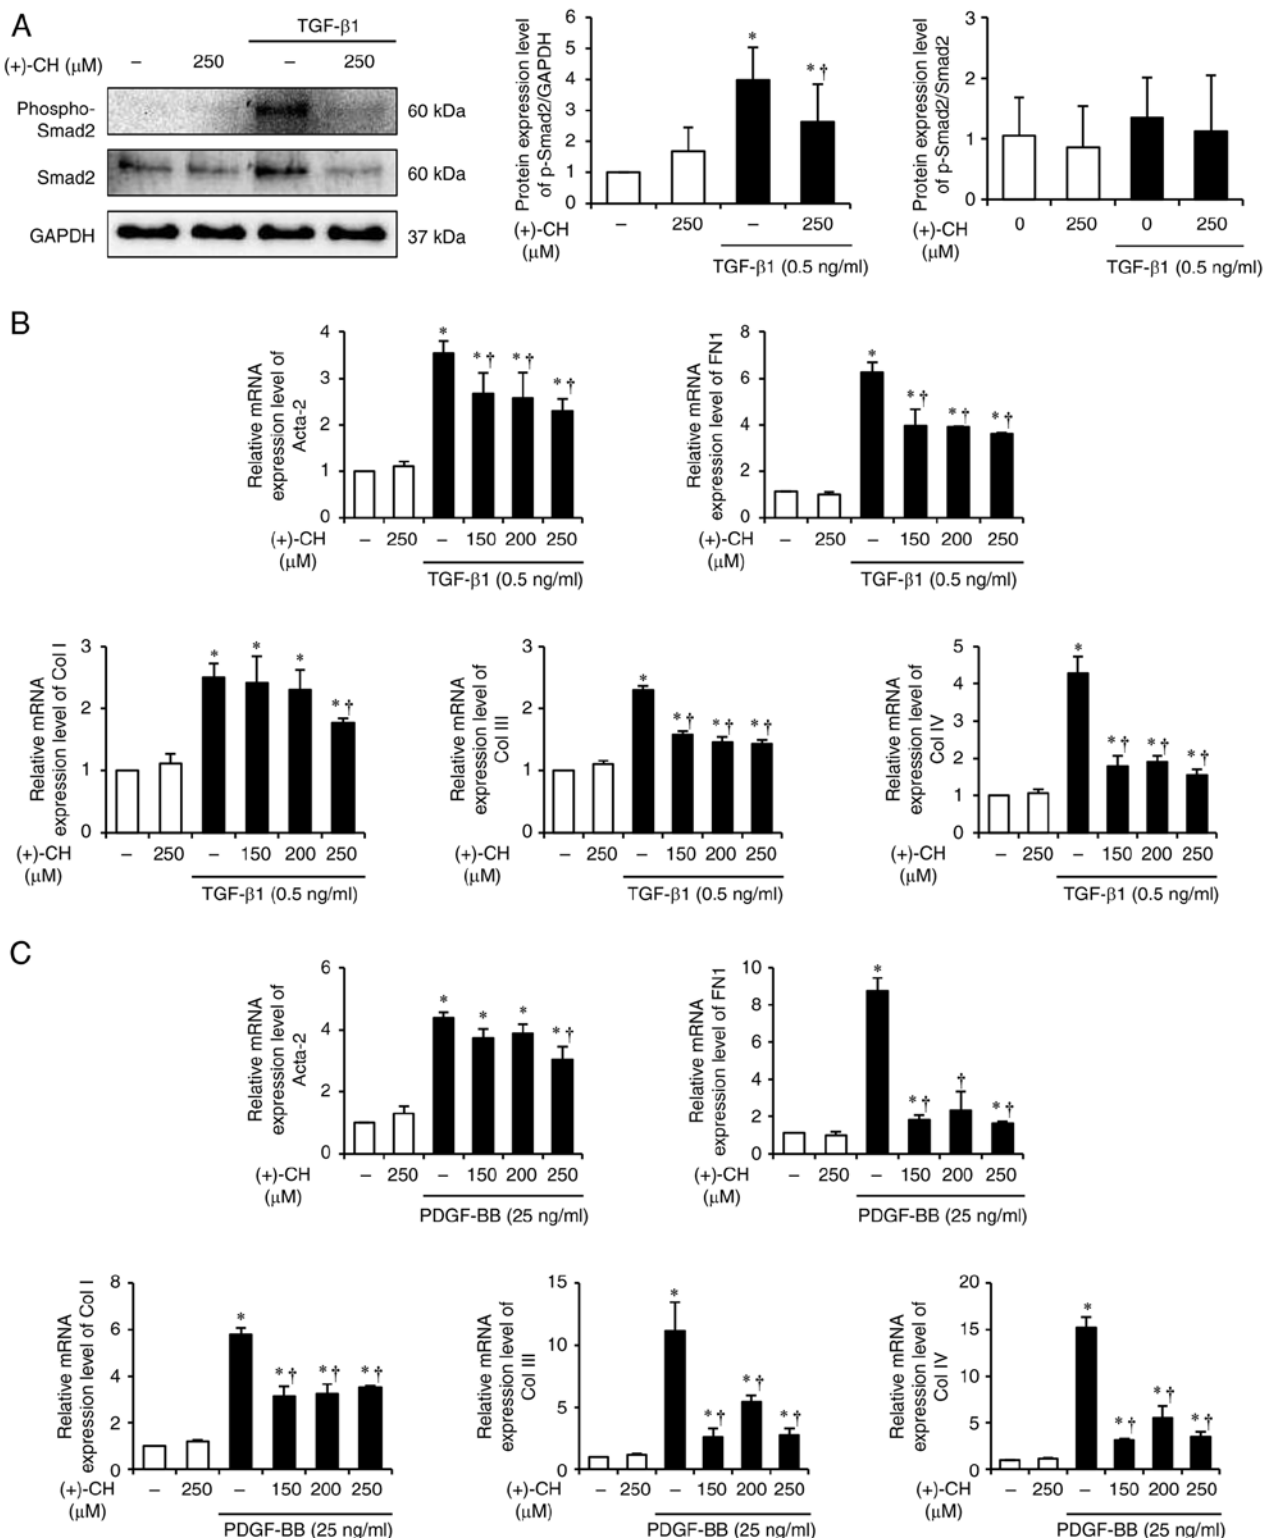 A
TGF-β1
(+)-CH (μM) – 250 – 250
Phospho-
Smad2
60 kDa
Smad2
60 kDa
GAPDH
37 kDa
Protein expression level
of p-Smad2/GAPDH
6
5
4
3
2
1
0
*
*†
(+)-CH
(μM)
– 250 – 250
TGF-β1 (0.5 ng/ml)
Protein expression level
of p-Smad2/Smad2
3
2
1
0
(+)-CH
(μM)
0 250 0 250
TGF-β1 (0.5 ng/ml)
B
Relative mRNA
expression level of
Acta-2
4
3
2
1
0
* *† *† *†
(+)-CH
(μM)
– 250 – 150 200 250
TGF-β1 (0.5 ng/ml)
Relative mRNA
expression level of FN1
8
6
4
2
0
* *† *† *†
(+)-CH
(μM)
– 250 – 150 200 250
TGF-β1 (0.5 ng/ml)
Relative mRNA
expression level of Col I
3
2
1
0
* * * *†
(+)-CH
(μM)
– 250 – 150 200 250
TGF-β1 (0.5 ng/ml)
Relative mRNA
expression level of
Col III
3
2
1
0
* *† *† *†
(+)-CH
(μM)
– 250 – 150 200 250
TGF-β1 (0.5 ng/ml)
Relative mRNA
expression level of
Col IV
5
4
3
2
1
0
* *† *† *†
(+)-CH
(μM)
– 250 – 150 200 250
TGF-β1 (0.5 ng/ml)
C
Relative mRNA
expression level of
Acta-2
6
4
2
0
* * * *†
(+)-CH
(μM)
– 250 – 150 200 250
PDGF-BB (25 ng/ml)
Relative mRNA
expression level of FN1
10
8
6
4
2
0
* *† † *†
(+)-CH
(μM)
– 250 – 150 200 250
PDGF-BB (25 ng/ml)
Relative mRNA
expression level of Col I
8
6
4
2
0
* *† *† *†
(+)-CH
(μM)
– 250 – 150 200 250
PDGF-BB (25 ng/ml)
Relative mRNA
expression level of
Col III
15
10
5
0
* *† *† *†
(+)-CH
(μM)
– 250 – 150 200 250
PDGF-BB (25 ng/ml)
Relative mRNA
expression level of
Col IV
20
15
10
5
0
* *† *† *†
(+)-CH
(μM)
– 250 – 150 200 250
PDGF-BB (25 ng/ml)